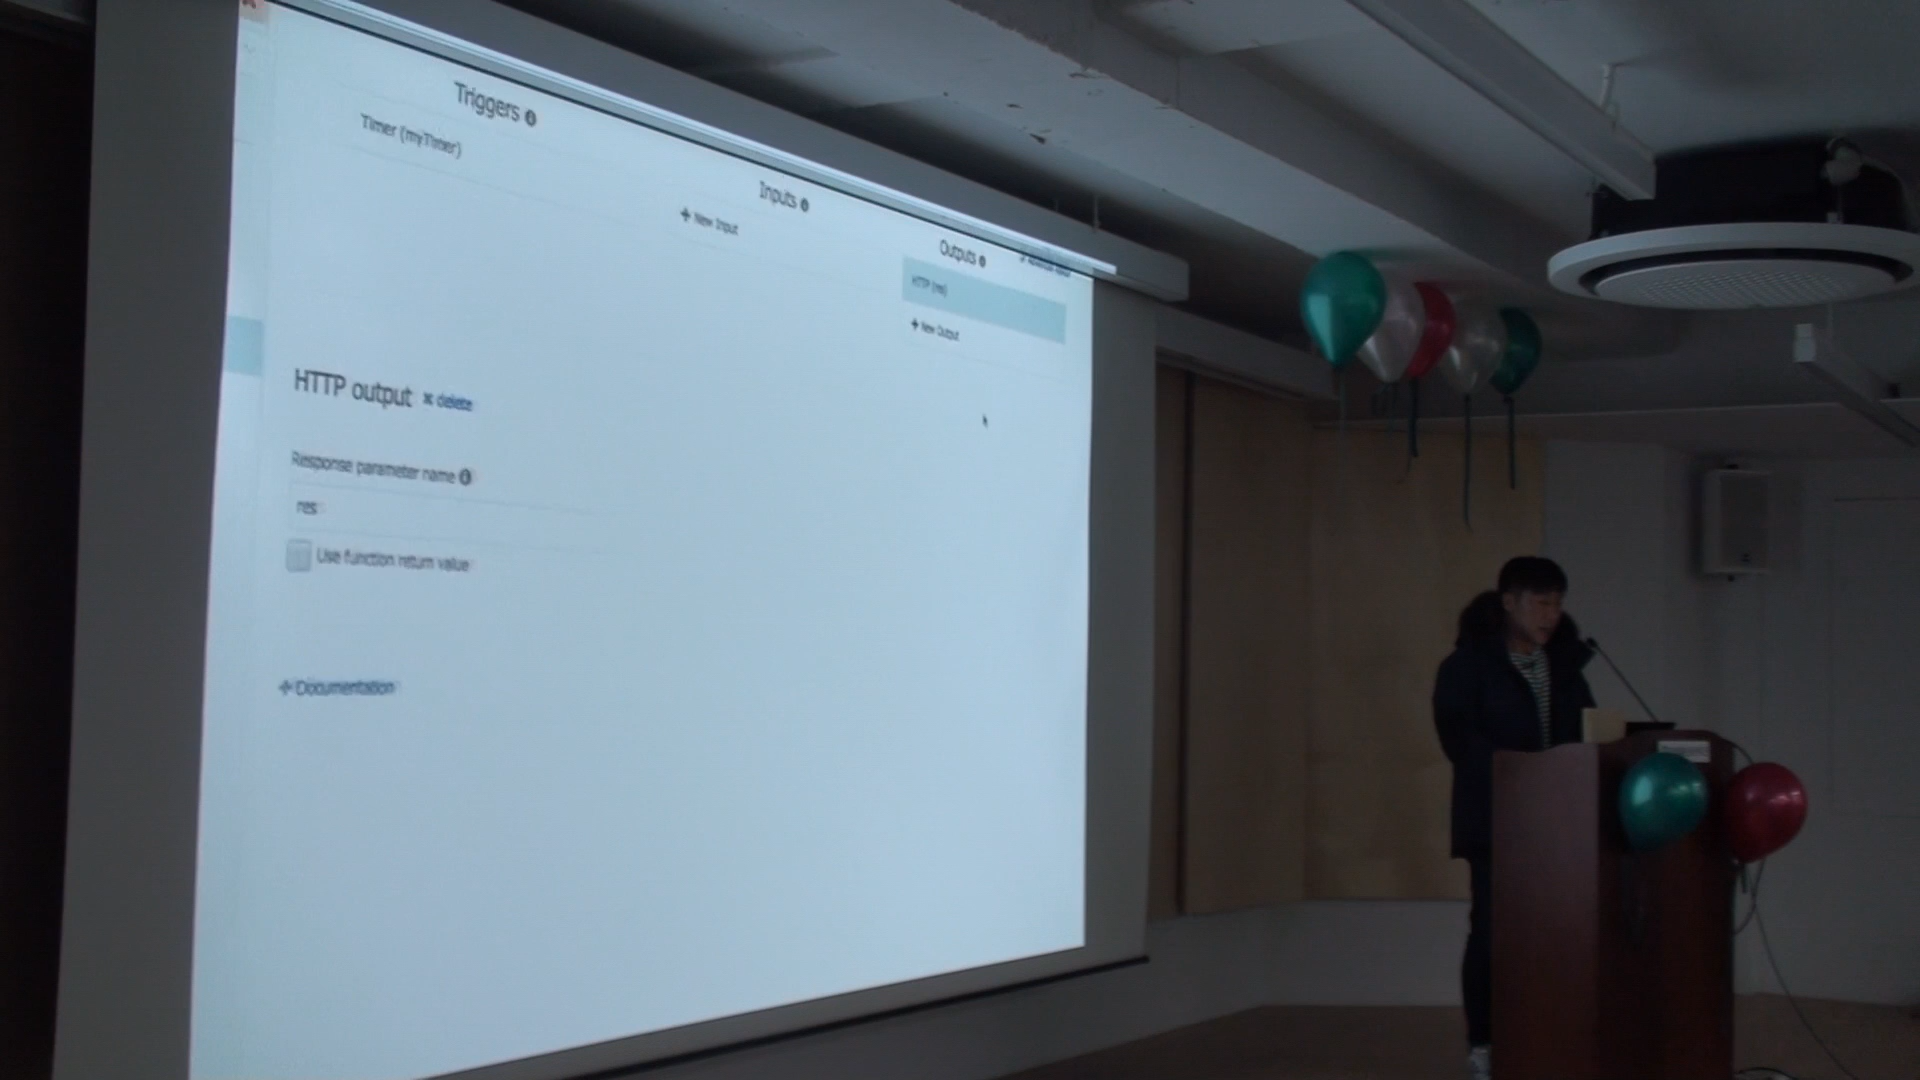 Triggers
Timer (myTimer)
Inputs
+ New Input
Outputs
HTTP (res)
+ New Output
HTTP output × delete
Response parameter name
res
Use function return value
+ Documentation